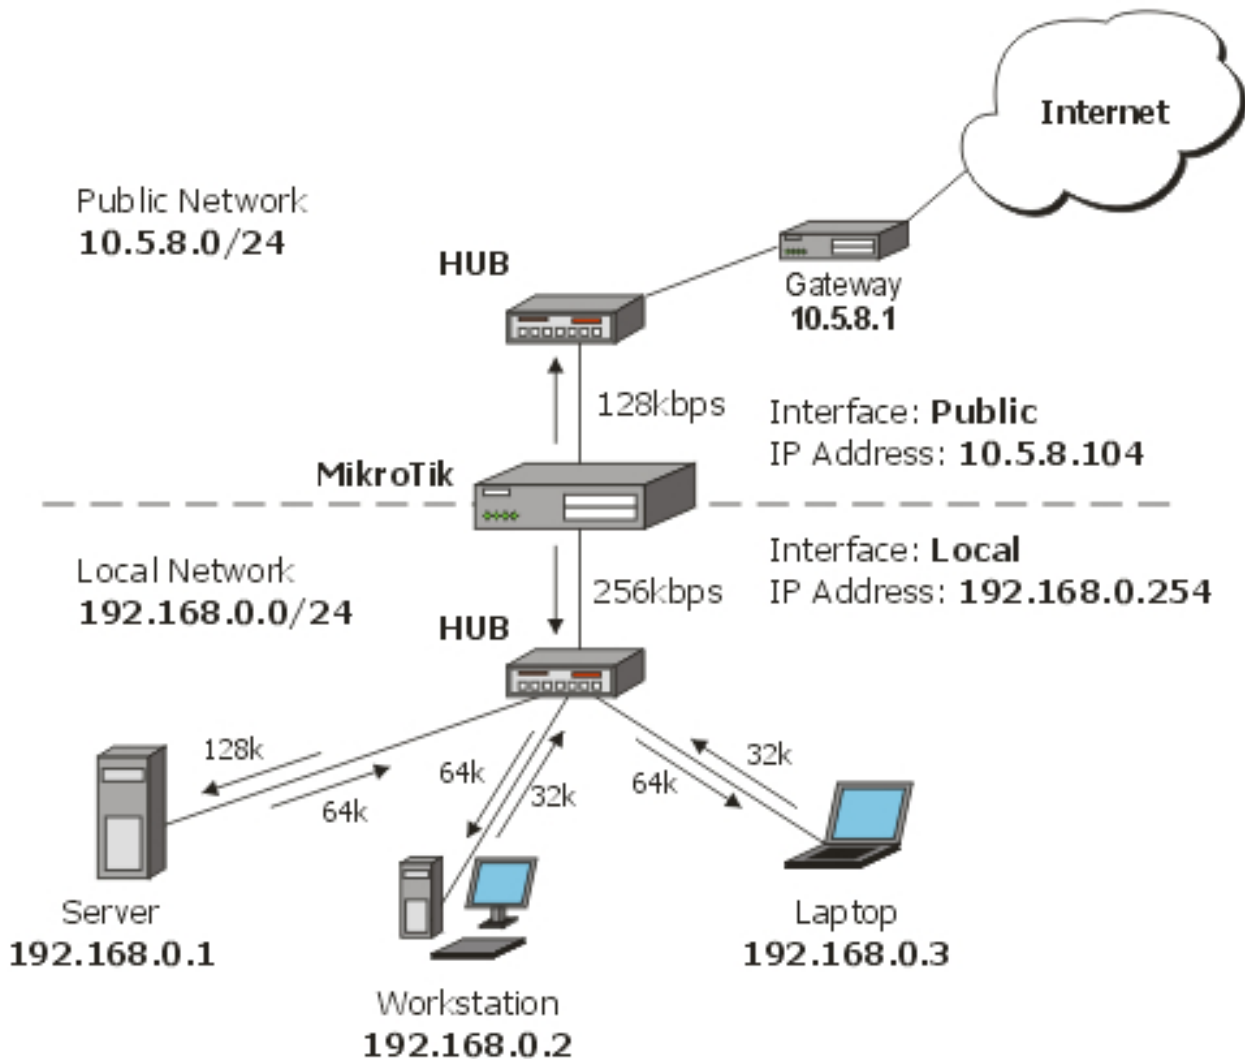 Internet
Public Network
10.5.8.0/24
HUB
Gateway
10.5.8.1
128kbps
Interface: Public
IP Address: 10.5.8.104
MikroTik
Interface: Local
IP Address: 192.168.0.254
Local Network
192.168.0.0/24
256kbps
HUB
128k
64k
64k
32k
64k
32k
Server
192.168.0.1
Workstation
192.168.0.2
Laptop
192.168.0.3